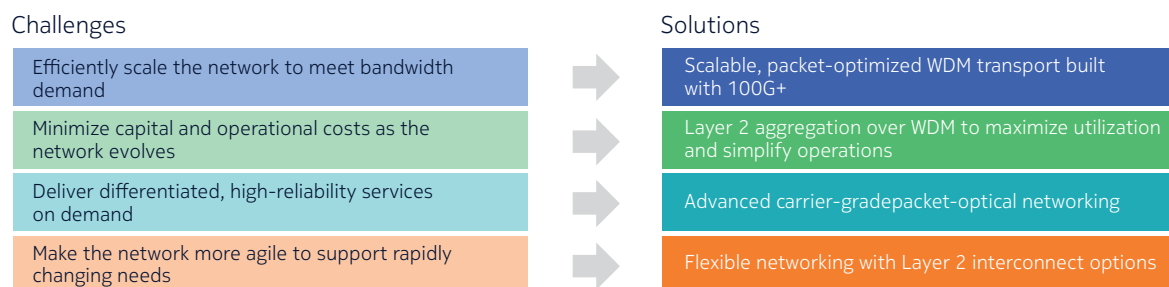 Challenges
Efficiently scale the network to meet bandwidth
demand
Minimize capital and operational costs as the
network evolves
Deliver differentiated, high-reliability services
on demand
Make the network more agile to support rapidly
changing needs
Solutions
Scalable, packet-optimized WDM transport built
with 100G+
Layer 2 aggregation over WDM to maximize utilization
and simplify operations
Advanced carrier-gradepacket-optical networking
Flexible networking with Layer 2 interconnect options